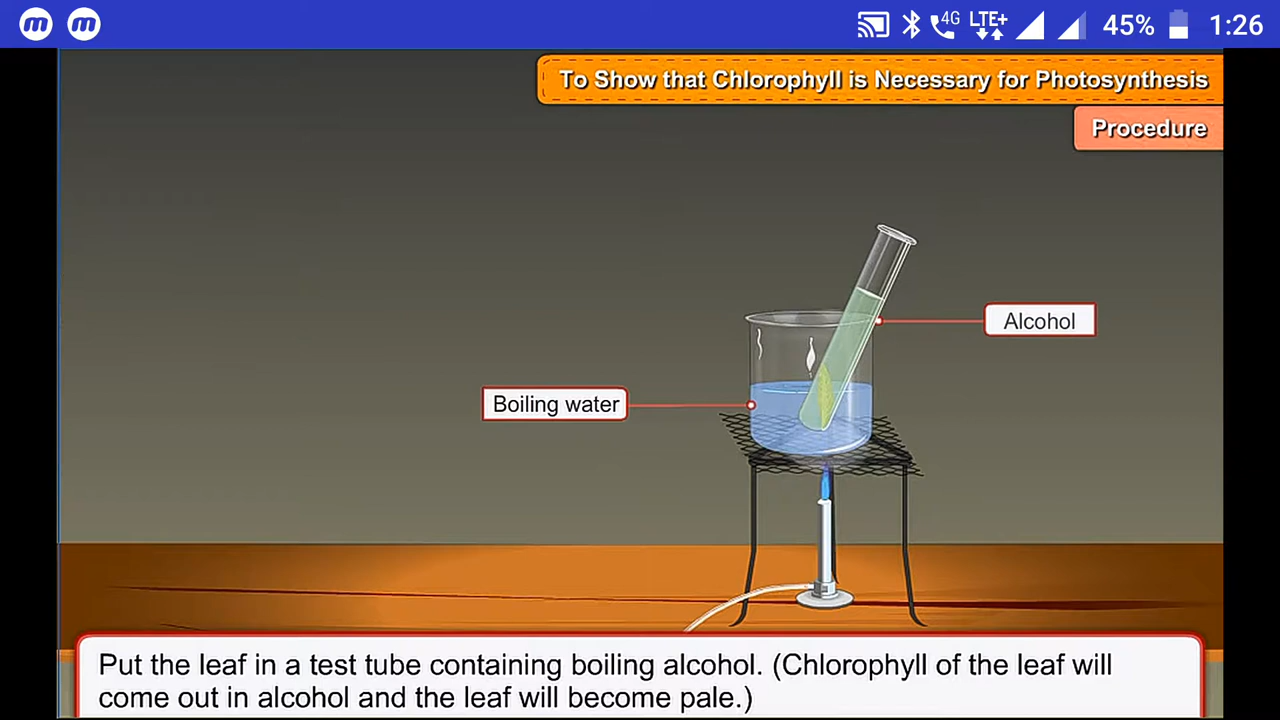 m m 4G LTE+ 45% 1:26
To Show that Chlorophyll is Necessary for Photosynthesis
Procedure
Alcohol
Boiling water
Put the leaf in a test tube containing boiling alcohol. (Chlorophyll of the leaf will
come out in alcohol and the leaf will become pale.)